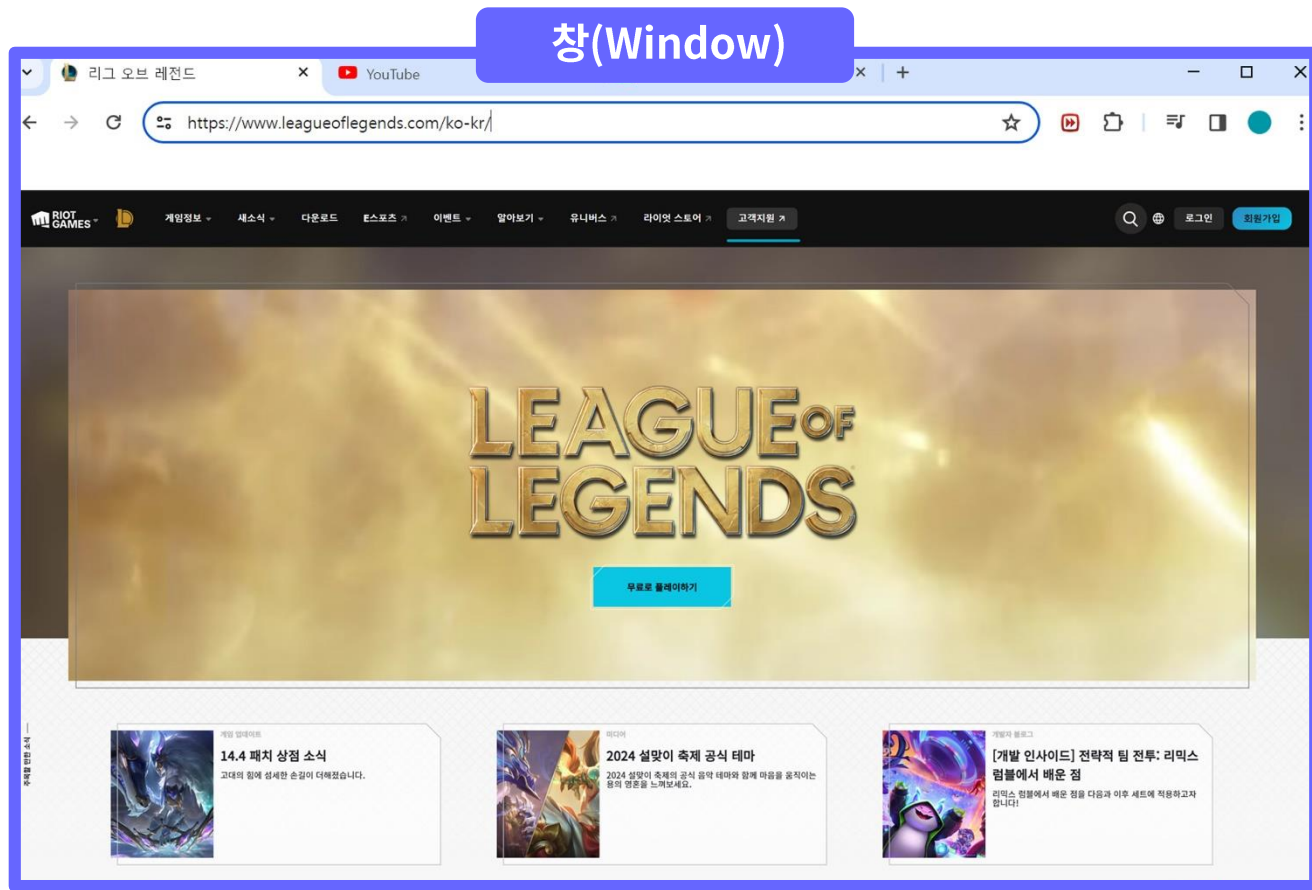 창(Window)
리그 오브 레전드
YouTube
https://www.leagueoflegends.com/ko-kr/
RIOT
GAMES
게임정보 새소식 다운로드 E스포츠 이벤트 알아보기 유니버스 라이엇 스토어 고객지원 로그인 회원가입
LEAGUE OF
LEGENDS
무료로 플레이하기
주목할 만한 소식
게임 업데이트
14.4 패치 상점 소식
고대의 힘에 섬세한 손길이 더해졌습니다.
미디어
2024 설맞이 축제 공식 테마
2024 설맞이 축제의 공식 음악 테마와 함께 마음을 움직이는
용의 영혼을 느껴보세요.
개발자 블로그
[개발 인사이드] 전략적 팀 전투: 리믹스
럼블에서 배운 점
리믹스 럼블에서 배운 점을 다음과 이후 세트에 적용하고자
합니다!